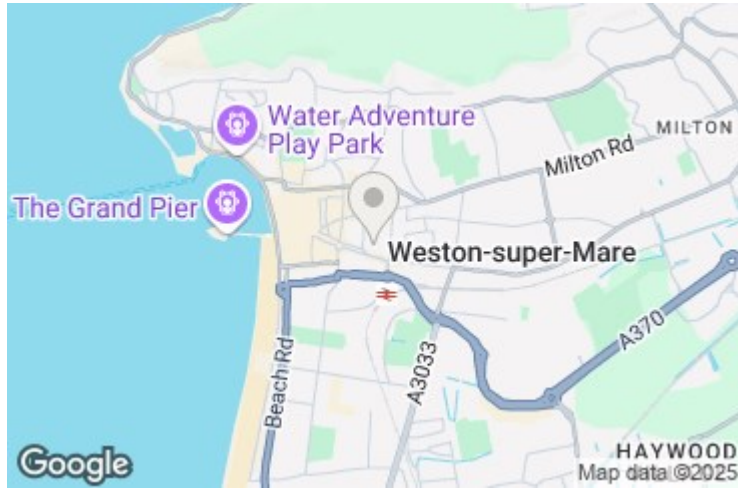 Water Adventure
Play Park
MILTON
Milton Rd
The Grand Pier
Weston-super-Mare
A370
Beach Rd
A3033
HAYWOOD
Google
Map data ©2025